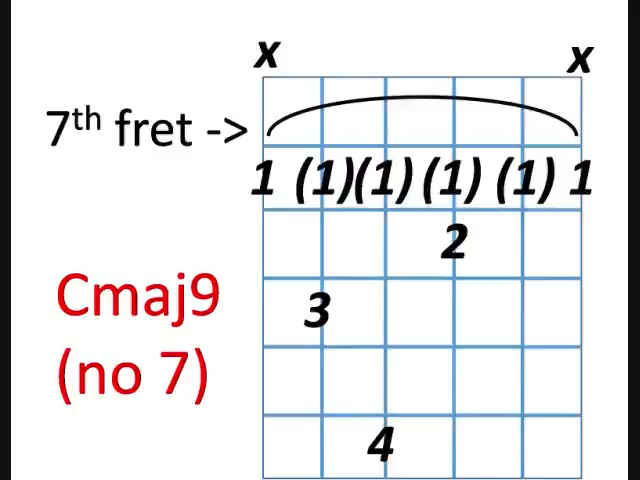 x x
7th fret ->
1 (1)(1) (1) (1) 1
2
Cmaj9
3
(no 7)
4